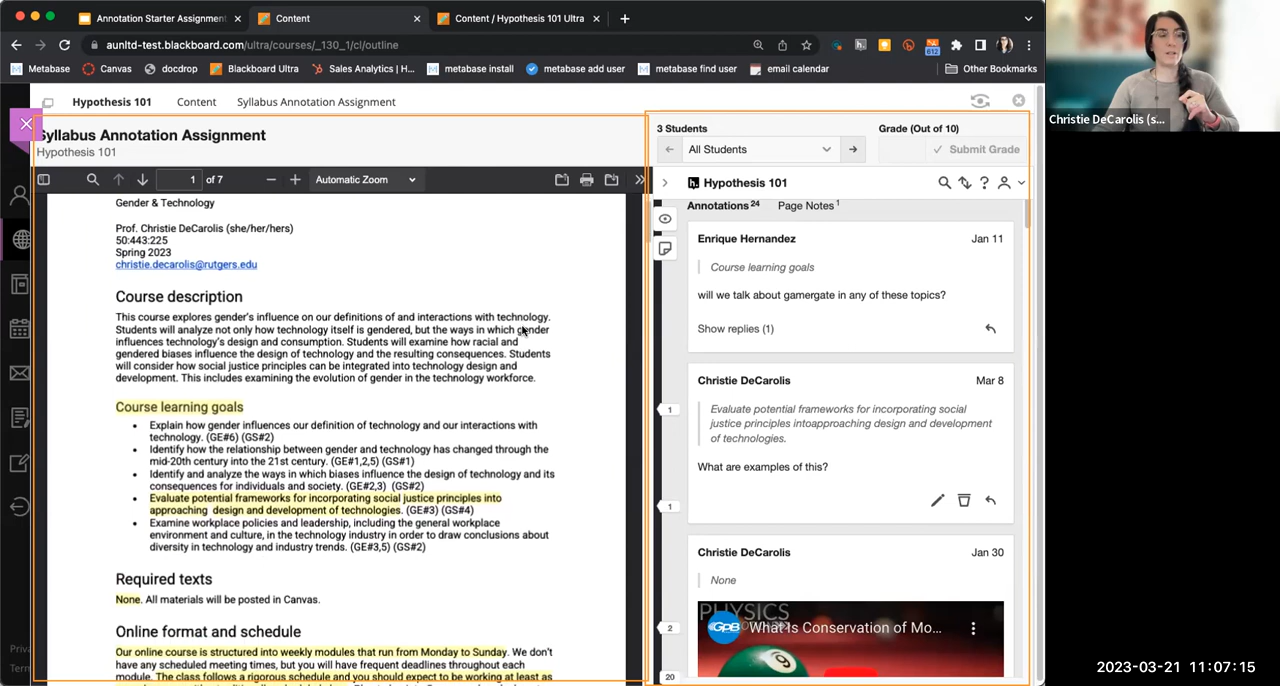 Annotation Starter Assignment
Content
Content / Hypothesis 101 Ultra
aunltd-test.blackboard.com/ultra/courses/_130_1/cl/outline
612
Metabase
Canvas
docdrop
Blackboard Ultra
Sales Analytics | H...
metabase install
metabase add user
metabase find user
email calendar
Other Bookmarks
Hypothesis 101
Content
Syllabus Annotation Assignment
Syllabus Annotation Assignment
Hypothesis 101
1 of 7
Automatic Zoom
Gender & Technology
Prof. Christie DeCarolis (she/her/hers)
50:443:225
Spring 2023
christie.decarolis@rutgers.edu
Course description
This course explores gender's influence on our definitions of and interactions with technology.
Students will analyze not only how technology itself is gendered, but the ways in which gender
influences technology's design and consumption. Students will examine how racial and
gendered biases influence the design of technology and the resulting consequences. Students
will consider how social justice principles can be integrated into technology design and
development. This includes examining the evolution of gender in the technology workforce.
Course learning goals
• Explain how gender influences our definition of technology and our interactions with
technology. (GE#6) (GS#2)
• Identify how the relationship between gender and technology has changed through the
mid-20th century into the 21st century. (GE#1,2,5) (GS#1)
• Identify and analyze the ways in which biases influence the design of technology and its
consequences for individuals and society. (GE#2,3) (GS#2)
• Evaluate potential frameworks for incorporating social justice principles into
approaching design and development of technologies. (GE#3) (GS#4)
• Examine workplace policies and leadership, including the general workplace
environment and culture, in the technology industry in order to draw conclusions about
diversity in technology and industry trends. (GE#3,5) (GS#2)
Required texts
None. All materials will be posted in Canvas.
Online format and schedule
Our online course is structured into weekly modules that run from Monday to Sunday. We don't
have any scheduled meeting times, but you will have frequent deadlines throughout each
module. The class follows a rigorous schedule and you should expect to be working at least as
Priva
Term
3 Students
Grade (Out of 10)
All Students
Submit Grade
h. Hypothesis 101
Annotations 24
Page Notes 1
Enrique Hernandez
Jan 11
Course learning goals
will we talk about gamergate in any of these topics?
Show replies (1)
Christie DeCarolis
Mar 8
1
Evaluate potential frameworks for incorporating social
justice principles intoapproaching design and development
of technologies.
What are examples of this?
1
Christie DeCarolis
Jan 30
None
PHYSICS
GPB
What Is Conservation of Mo...
2
20
Christie DeCarolis (s...
2023-03-21 11:07:15